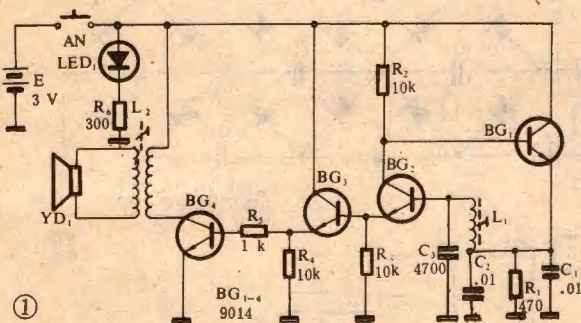 AN
LED₁
E
3 V
R₆
300
L₂
YD₁
BG₄
R₅
1 k
R₄
10k
BG₁₋₄
9014
BG₃
R₂
10k
BG₂
R₃
10k
C₃
4700
L₁
C₂
.01
R₁
470
C₁
.01
BG₁
①